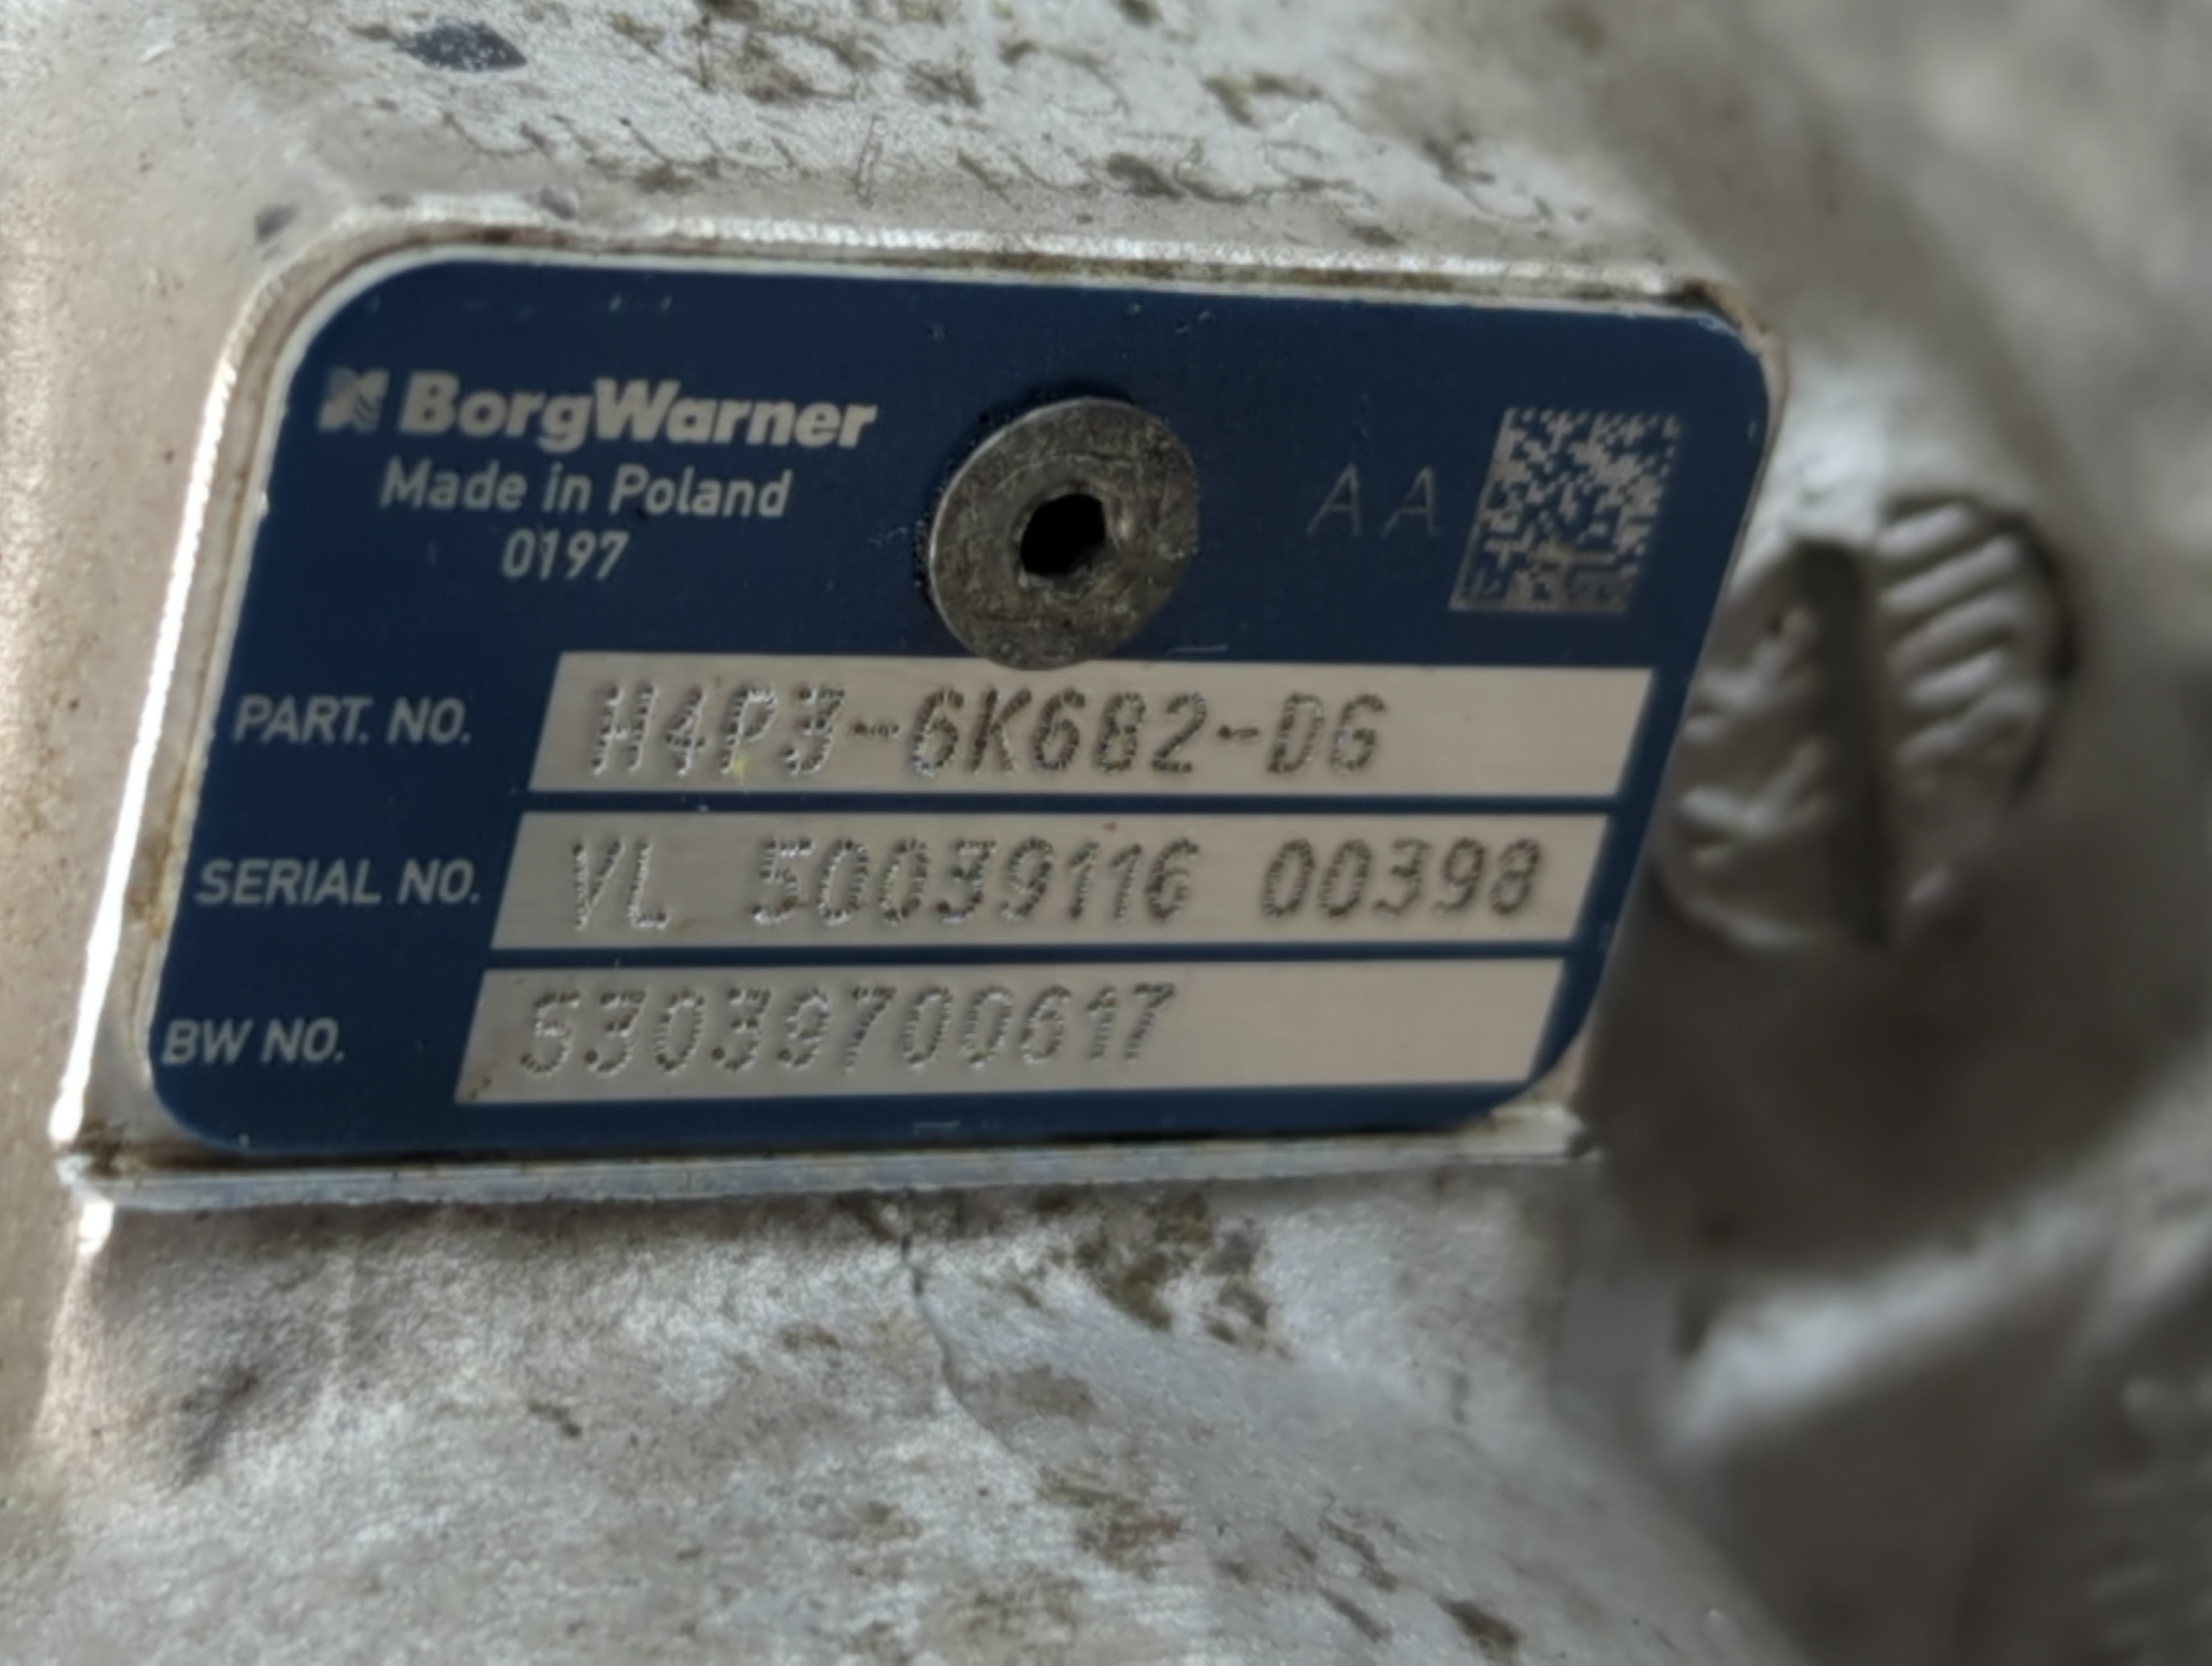 BorgWarner
Made in Poland
0197
AA
PART. NO. H4P3-6K682-DG
SERIAL NO. VL 50039116 00398
BW NO. 53039700617